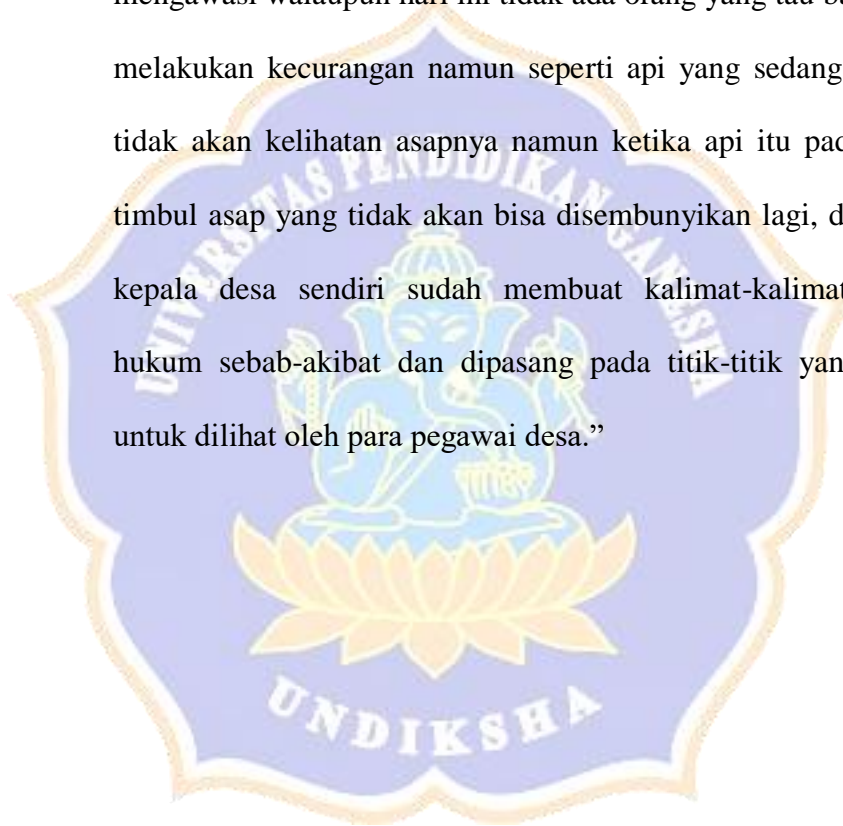 mengawasi walaupun hari ini tidak ada orang yang tau
melakukan kecurangan namun seperti api yang sedang
tidak akan kelihatan asapnya namun ketika api itu
timbul asap yang tidak akan bisa disembunyikan lagi,
kepala desa sendiri sudah membuat kalimat-kalimat
hukum sebab-akibat dan dipasang pada titik-titik
untuk dilihat oleh para pegawai desa.”
UNIVERSITAS PENDIDIKAN GANESHA
UNDIKSHA